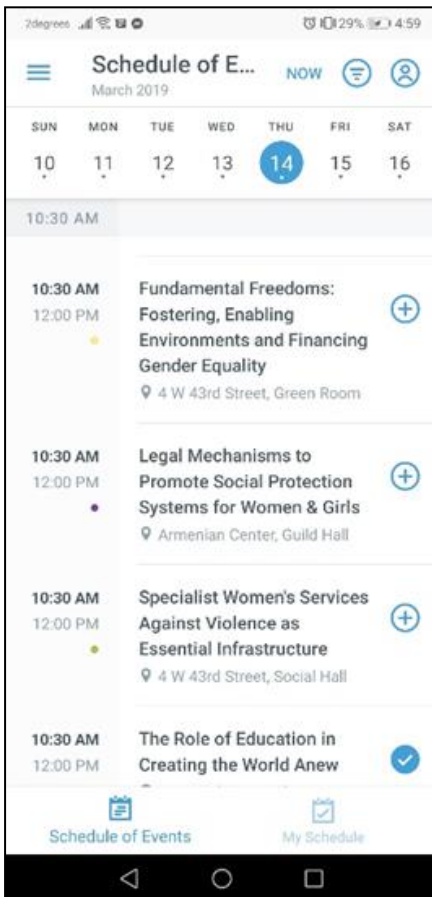 2degrees 29% 4:59
Schedule of E... NOW
March 2019
SUN MON TUE WED THU FRI SAT
10 11 12 13 14 15 16
10:30 AM
10:30 AM Fundamental Freedoms:
12:00 PM Fostering, Enabling
Environments and Financing
Gender Equality
4 W 43rd Street, Green Room
10:30 AM Legal Mechanisms to
12:00 PM Promote Social Protection
Systems for Women & Girls
Armenian Center, Guild Hall
10:30 AM Specialist Women's Services
12:00 PM Against Violence as
Essential Infrastructure
4 W 43rd Street, Social Hall
10:30 AM The Role of Education in
12:00 PM Creating the World Anew
Schedule of Events My Schedule